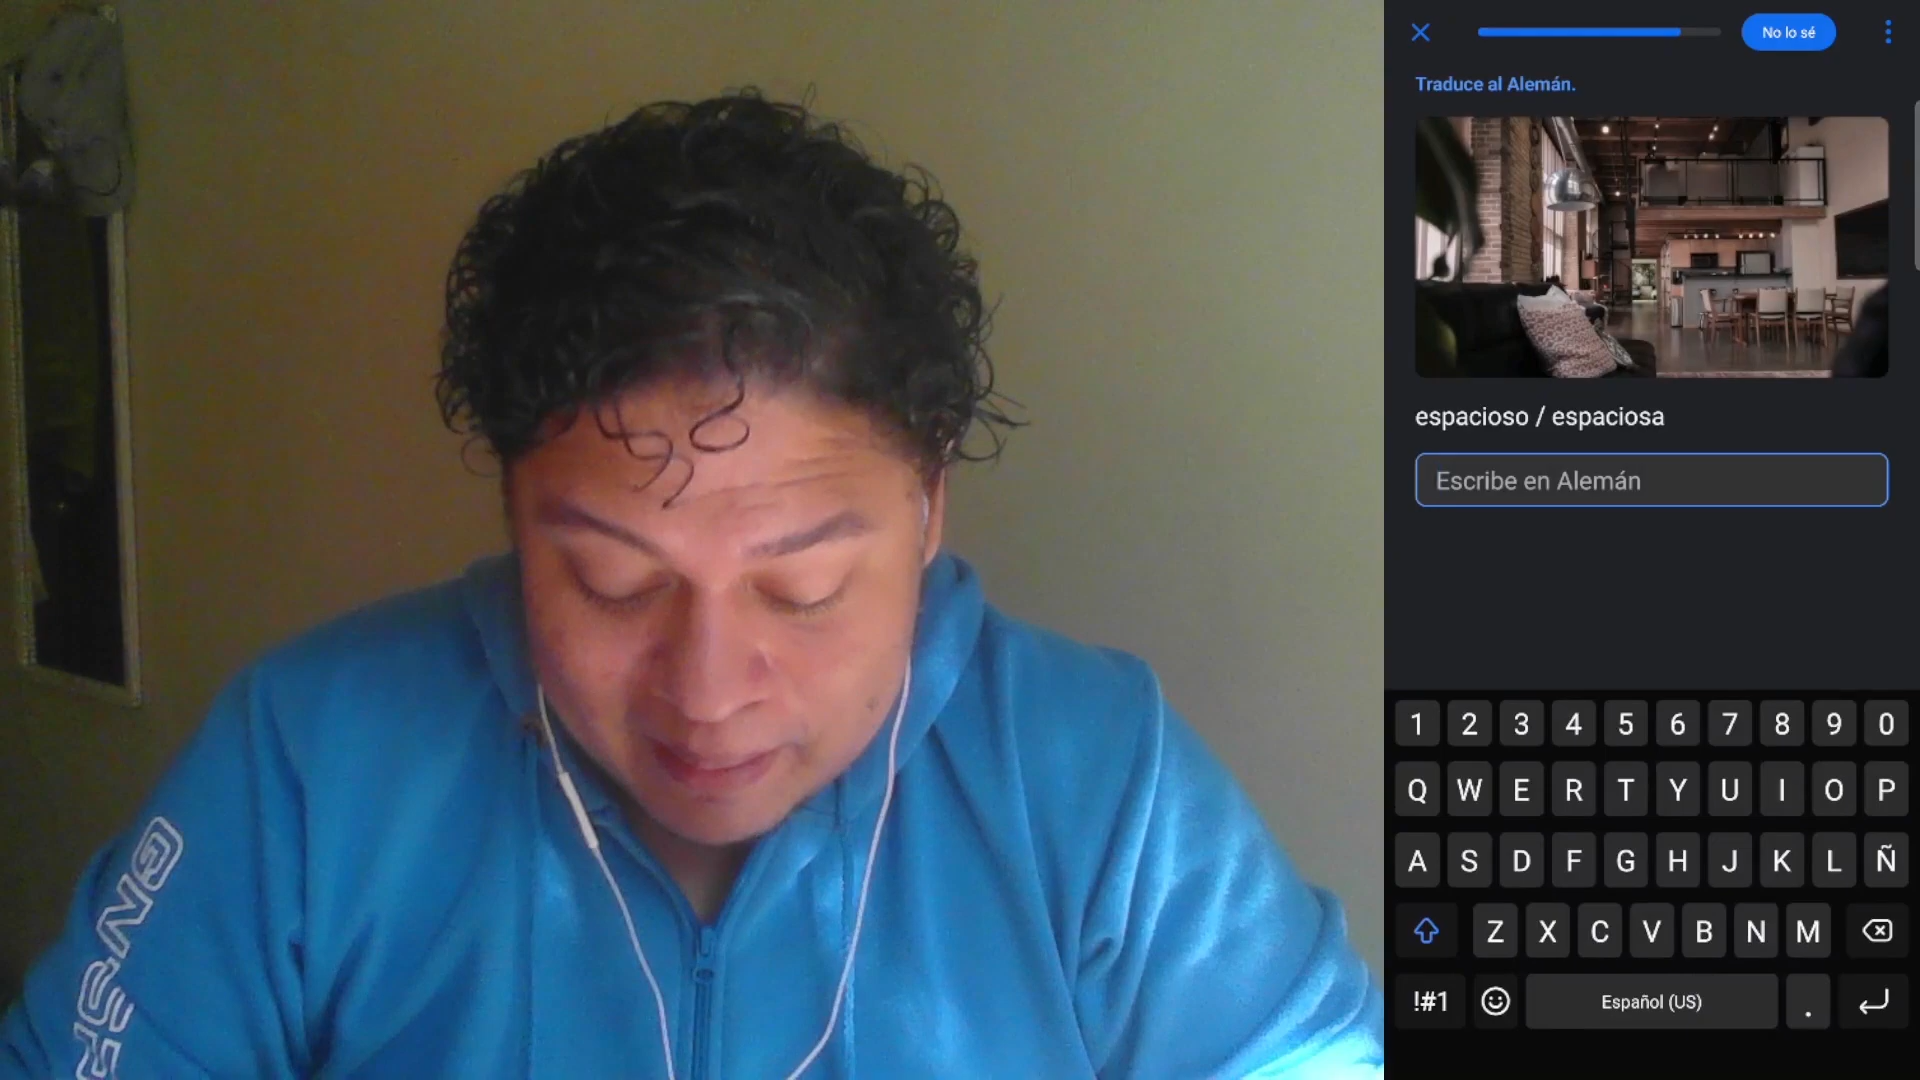 No lo sé
Traduce al Alemán.
espacioso / espaciosa
Escribe en Alemán
1 2 3 4 5 6 7 8 9 0
Q W E R T Y U I O P
A S D F G H J K L Ñ
Z X C V B N M
!#1 Español (US) .